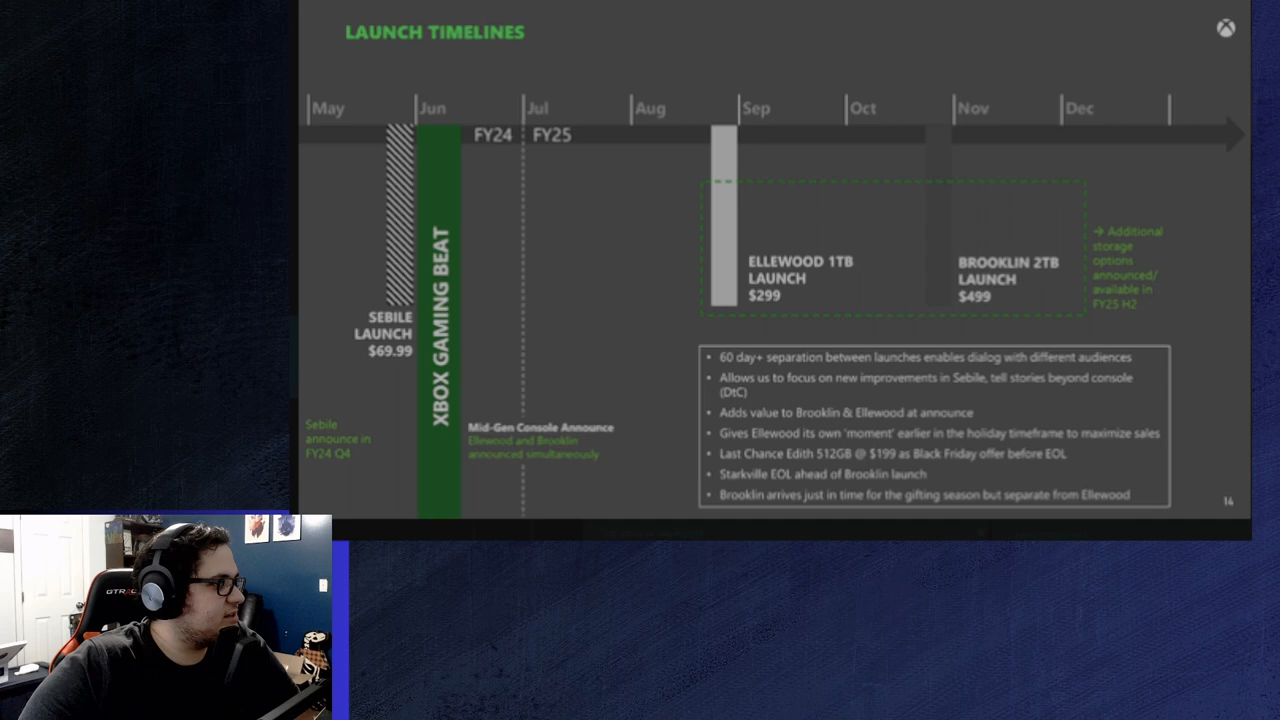 LAUNCH TIMELINES
May
Jun
Jul
Aug
Sep
Oct
Nov
Dec
FY24
FY25
XBOX GAMING BEAT
SEBILE
LAUNCH
$69.99
Sebile
announce in
FY24 Q4
Mid-Gen Console Announce
Ellewood and Brooklin
announced simultaneously
ELLEWOOD 1TB
LAUNCH
$299
BROOKLIN 2TB
LAUNCH
$499
→ Additional
storage
options
announced/
available in
FY25 H2
• 60 day+ separation between launches enables dialog with different audiences
• Allows us to focus on new improvements in Sebile, tell stories beyond console
(DtC)
• Adds value to Brooklin & Ellewood at announce
• Gives Ellewood its own 'moment' earlier in the holiday timeframe to maximize sales
• Last Chance Edith 512GB @ $199 as Black Friday offer before EOL
• Starkville EOL ahead of Brooklin launch
• Brooklin arrives just in time for the gifting season but separate from Ellewood
14